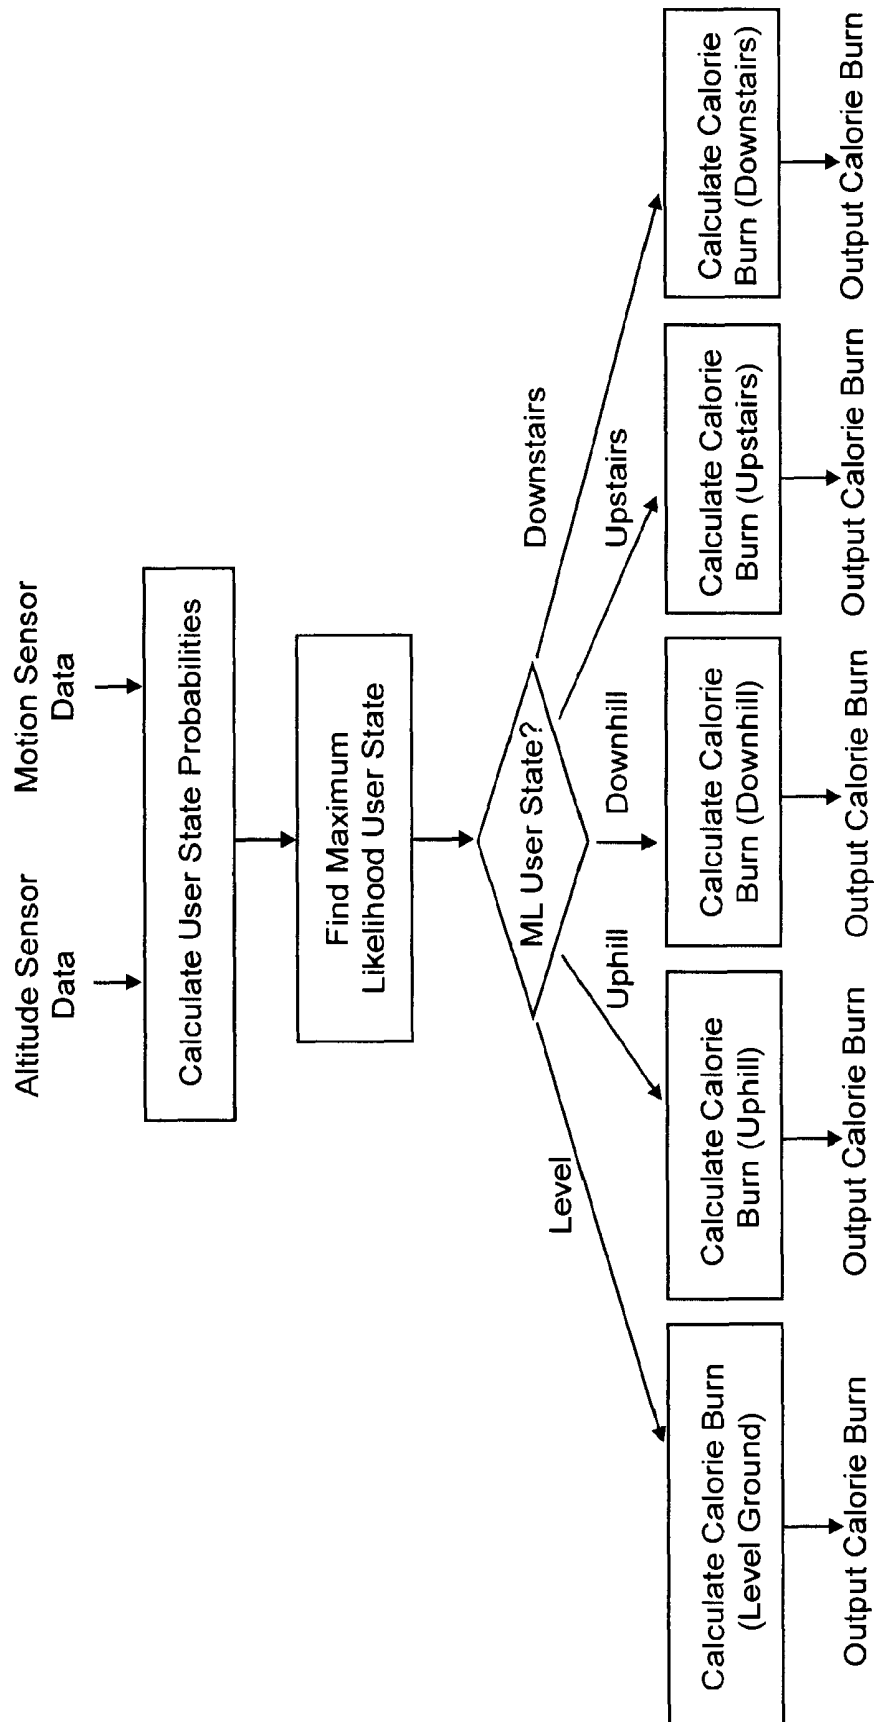 Altitude Sensor
Data
Motion Sensor
Data
Calculate User State Probabilities
Find Maximum
Likelihood User State
ML User State?
Level
Uphill
Downhill
Upstairs
Downstairs
Calculate Calorie Burn
(Level Ground)
Calculate Calorie
Burn (Uphill)
Calculate Calorie
Burn (Downhill)
Calculate Calorie
Burn (Upstairs)
Calculate Calorie
Burn (Downstairs)
Output Calorie Burn
Output Calorie Burn
Output Calorie Burn
Output Calorie Burn
Output Calorie Burn